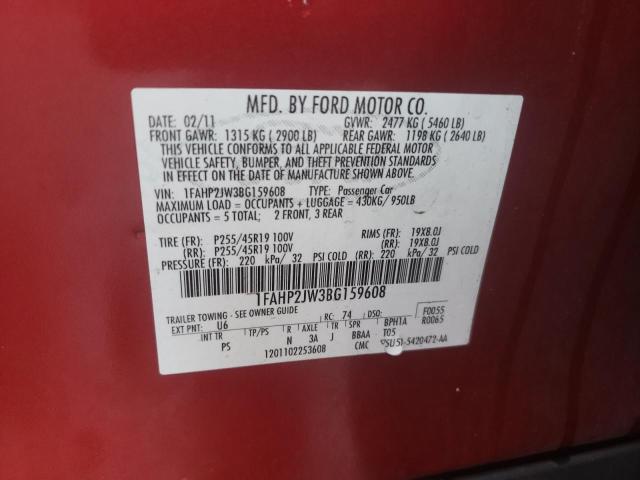 MFD. BY FORD MOTOR CO.
DATE: 02/11 GVWR: 2477 KG ( 5460 LB)
FRONT GAWR: 1315 KG ( 2900 LB) REAR GAWR: 1198 KG ( 2640 LB)
THIS VEHICLE CONFORMS TO ALL APPLICABLE FEDERAL MOTOR
VEHICLE SAFETY, BUMPER, AND THEFT PREVENTION STANDARDS
IN EFFECT ON THE DATE OF MANUFACTURE SHOWN ABOVE.
VIN: 1FAHP2JW3BG159608 TYPE: Passenger Car
MAXIMUM LOAD = OCCUPANTS + LUGGAGE = 430KG/ 950LB
OCCUPANTS = 5 TOTAL; 2 FRONT, 3 REAR
TIRE (FR): P255/45R19 100V RIMS (FR): 19X8.0J
(RR): P255/45R19 100V (RR): 19X8.0J
PRESSURE (FR): 220 kPa/ 32 PSI COLD (RR): 220 kPa/ 32 PSI COLD
1FAHP2JW3BG159608
TRAILER TOWING - SEE OWNER GUIDE
EXT PNT: U6 RC: 74 DSO: F0055
INT TR TP/PS R AXLE TR SPR BPH1A R0065
PS N 3A J BBAA T05
1201102253608 CMC 5U51-5420472-AA